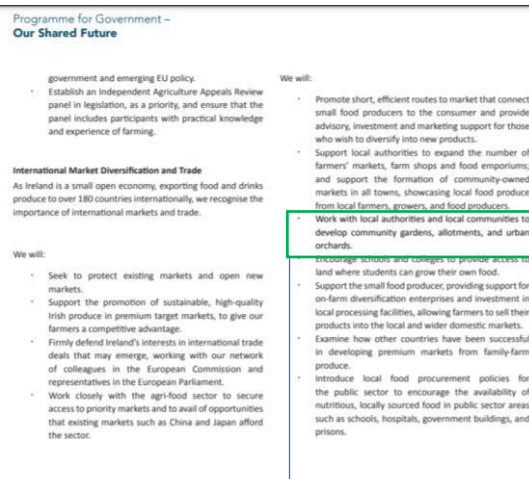 Programme for Government –
Our Shared Future
government and emerging EU policy.
· Establish an Independent Agriculture Appeals Review
panel in legislation, as a priority, and ensure that the
panel includes participants with practical knowledge
and experience of farming.
International Market Diversification and Trade
As Ireland is a small open economy, exporting food and drinks
produce to over 180 countries internationally, we recognise the
importance of international markets and trade.
We will:
· Seek to protect existing markets and open new
markets.
· Support the promotion of sustainable, high-quality
Irish produce in premium target markets, to give our
farmers a competitive advantage.
· Firmly defend Ireland's interests in international trade
deals that may emerge, working with our network
of colleagues in the European Commission and
representatives in the European Parliament.
· Work closely with the agri-food sector to secure
access to priority markets and to avail of opportunities
that existing markets such as China and Japan afford
the sector.
We will:
· Promote short, efficient routes to market that connect
small food producers to the consumer and provide
advisory, investment and marketing support for those
who wish to diversify into new products.
· Support local authorities to expand the number of
farmers' markets, farm shops and food emporiums;
and support the formation of community-owned
markets in all towns, showcasing local food produce
from local farmers, growers, and food producers.
· Work with local authorities and local communities to
develop community gardens, allotments, and urban
orchards.
· Encourage schools and colleges to provide access to
land where students can grow their own food.
· Support the small food producer, providing support for
on-farm diversification enterprises and investment in
local processing facilities, allowing farmers to sell their
products into the local and wider domestic markets.
· Examine how other countries have been successful
in developing premium markets from family-farm
produce.
· Introduce local food procurement policies for
the public sector to encourage the availability of
nutritious, locally sourced food in public sector areas
such as schools, hospitals, government buildings, and
prisons.